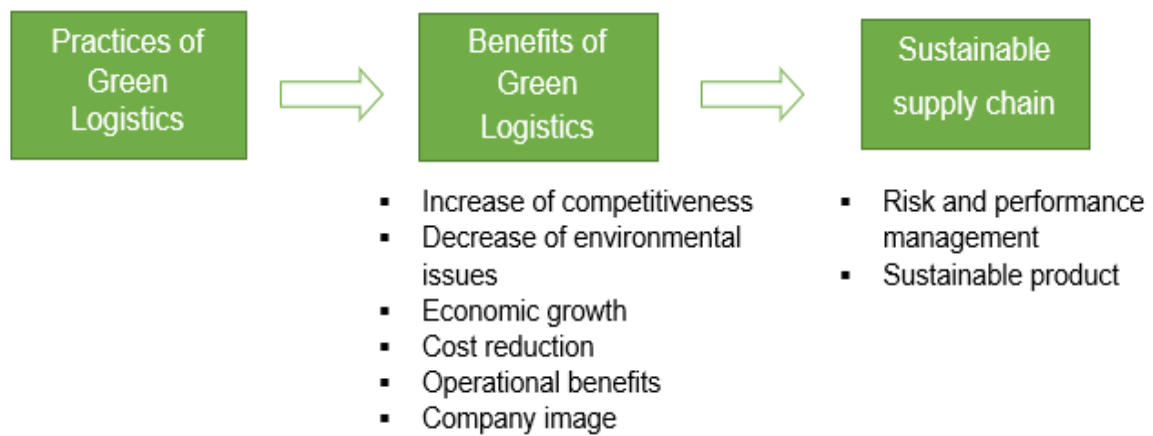 Practices of
Green
Logistics
Benefits of
Green
Logistics
Sustainable
supply chain
▪ Increase of competitiveness
▪ Decrease of environmental
issues
▪ Economic growth
▪ Cost reduction
▪ Operational benefits
▪ Company image
▪ Risk and performance
management
▪ Sustainable product